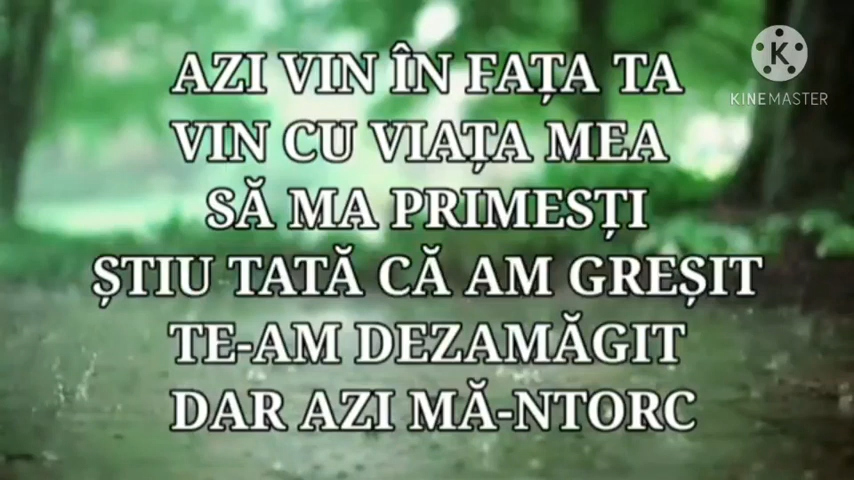 AZI VIN ÎN FAȚA TA
VIN CU VIAȚA MEA
SĂ MA PRIMEȘTI
ȘTIU TATĂ CĂ AM GREȘIT
TE-AM DEZAMĂGIT
DAR AZI MĂ-NTORC
K
KINEMASTER